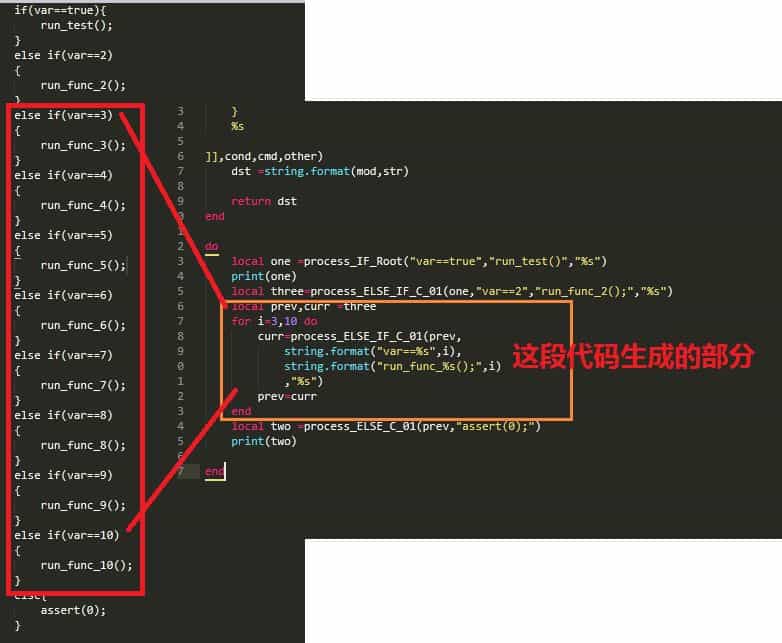 if(var==true){
run_test();
}
else if(var==2)
{
run_func_2();
}
else if(var==3)
{
run_func_3();
}
else if(var==4)
{
run_func_4();
}
else if(var==5)
{
run_func_5();
}
else if(var==6)
{
run_func_6();
}
else if(var==7)
{
run_func_7();
}
else if(var==8)
{
run_func_8();
}
else if(var==9)
{
run_func_9();
}
else if(var==10)
{
run_func_10();
}
else{
assert(0);
}
3 }
4 %s
5
6 ]],cond,cmd,other)
7 dst =string.format(mod,str)
8
9 return dst
0 end
1
2 do
3 local one =process_IF_Root("var==true","run_test()","%s")
4 print(one)
5 local three=process_ELSE_IF_C_01(one,"var==2","run_func_2();","%s")
6 local prev,curr =three
7 for i=3,10 do
8 curr=process_ELSE_IF_C_01(prev,
9 string.format("var==%s",i),
0 string.format("run_func_%s();",i)
1 ,"%s")
2 prev=curr
3 end
4 local two =process_ELSE_C_01(prev,"assert(0);")
5 print(two)
6
7 end
这段代码生成的部分